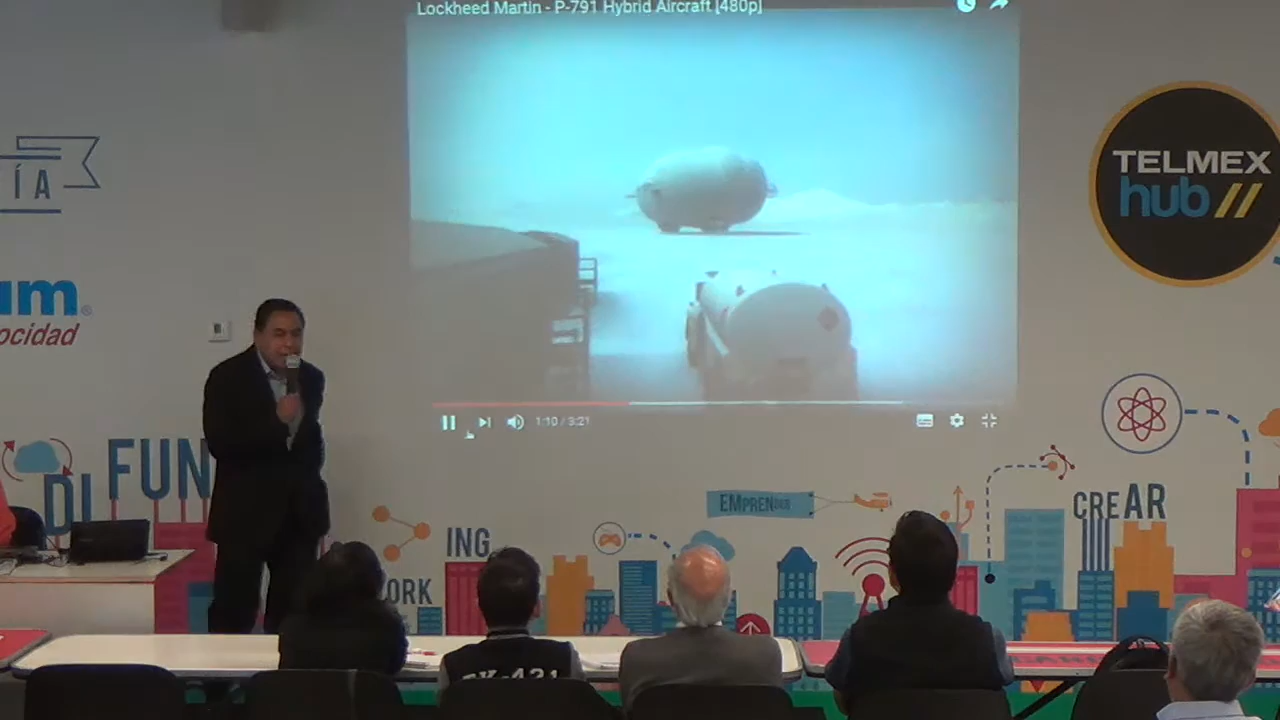 Lockheed Martin - P-791 Hybrid Aircraft [480p]
ÍA
TELMEX
hub//
um®
ocidad
1:10 / 3:21
DI
FUN
EMPRENDER
CREAR
ING
ORK